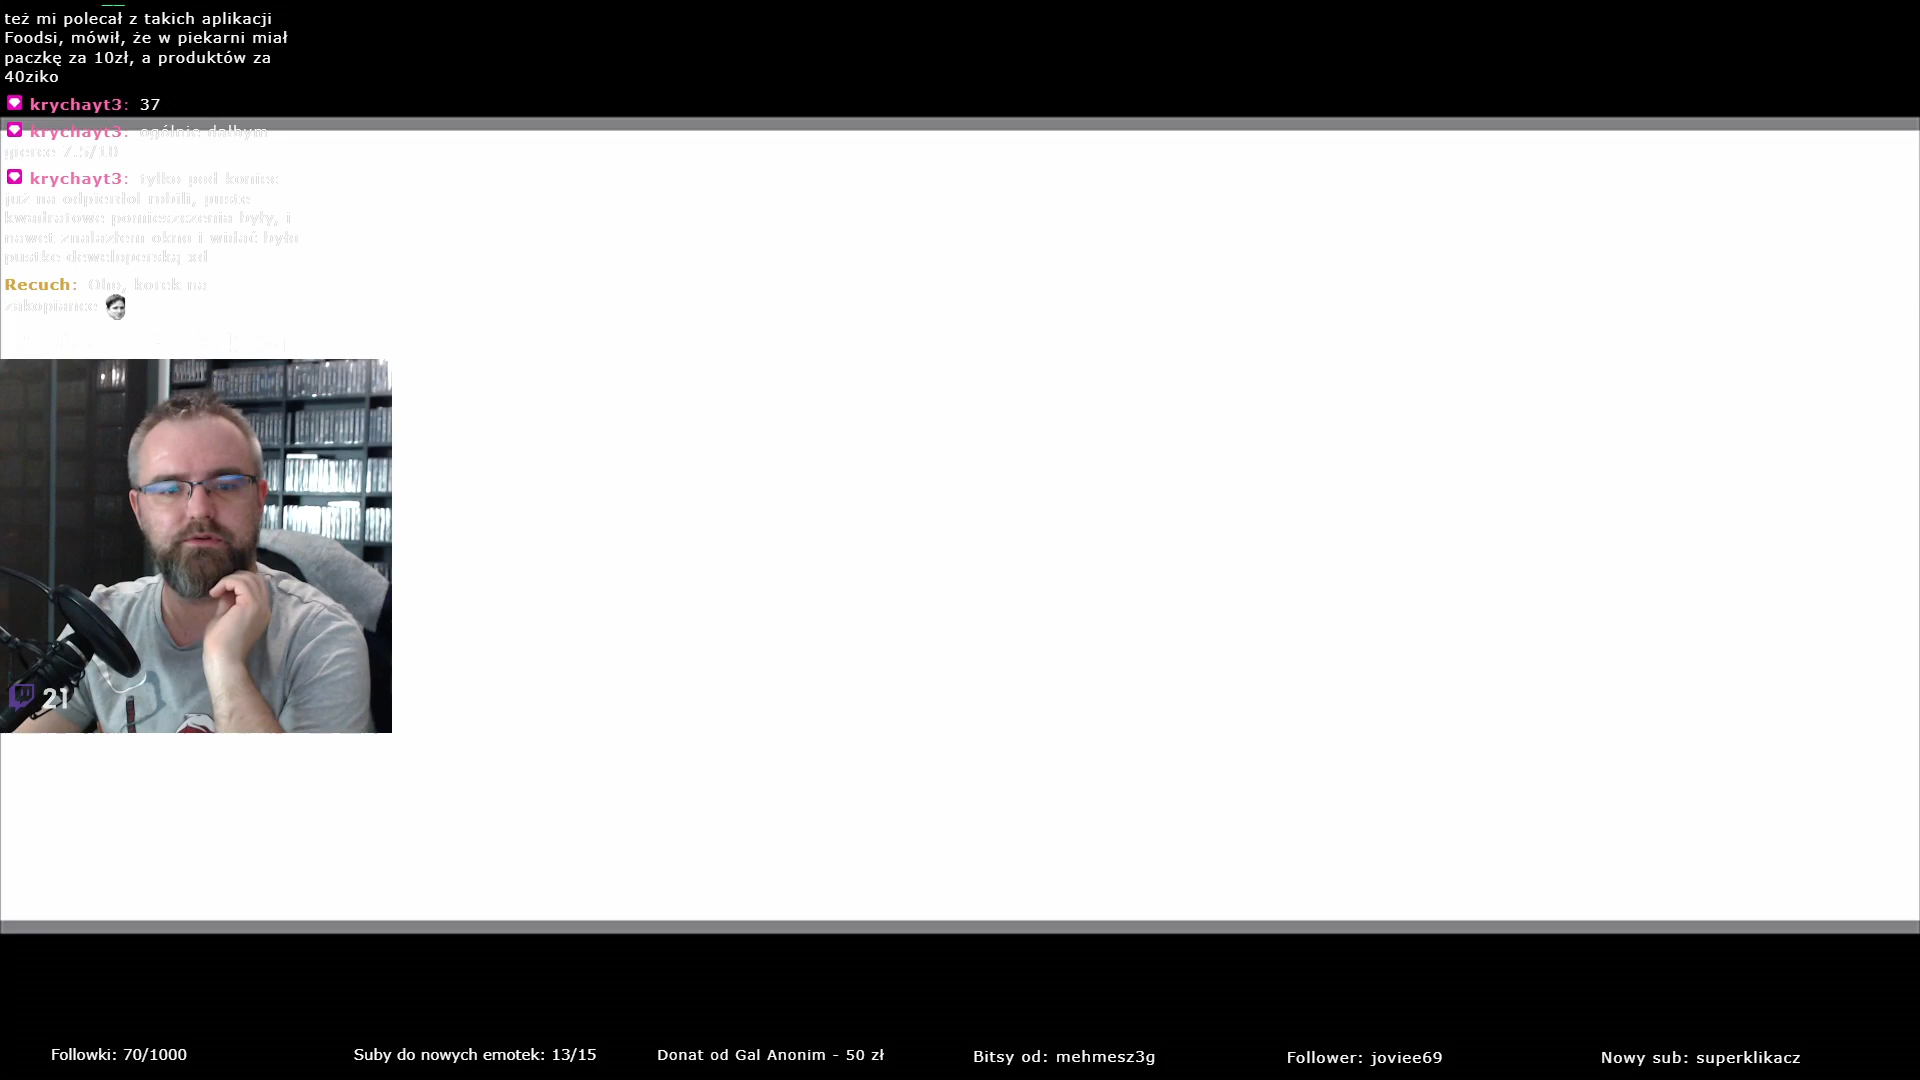 też mi polecał z takich aplikacji
Foodsi, mówił, że w piekarni miał
paczkę za 10zł, a produktów za
40ziko
krychayt3: 37
krychayt3: ogólnie dałbym
gierce 7.5/10
krychayt3: tylko pod koniec
już na odpierdol robili, puste
kwadratowe pomieszczenia były, i
nawet znalazłem okno i widać było
pustkę deweloperską xd
Recuch: Oho, korek na
zakopiance
21
Followki: 70/1000
Suby do nowych emotek: 13/15
Donat od Gal Anonim - 50 zł
Bitsy od: mehmesz3g
Follower: joviee69
Nowy sub: superklikacz